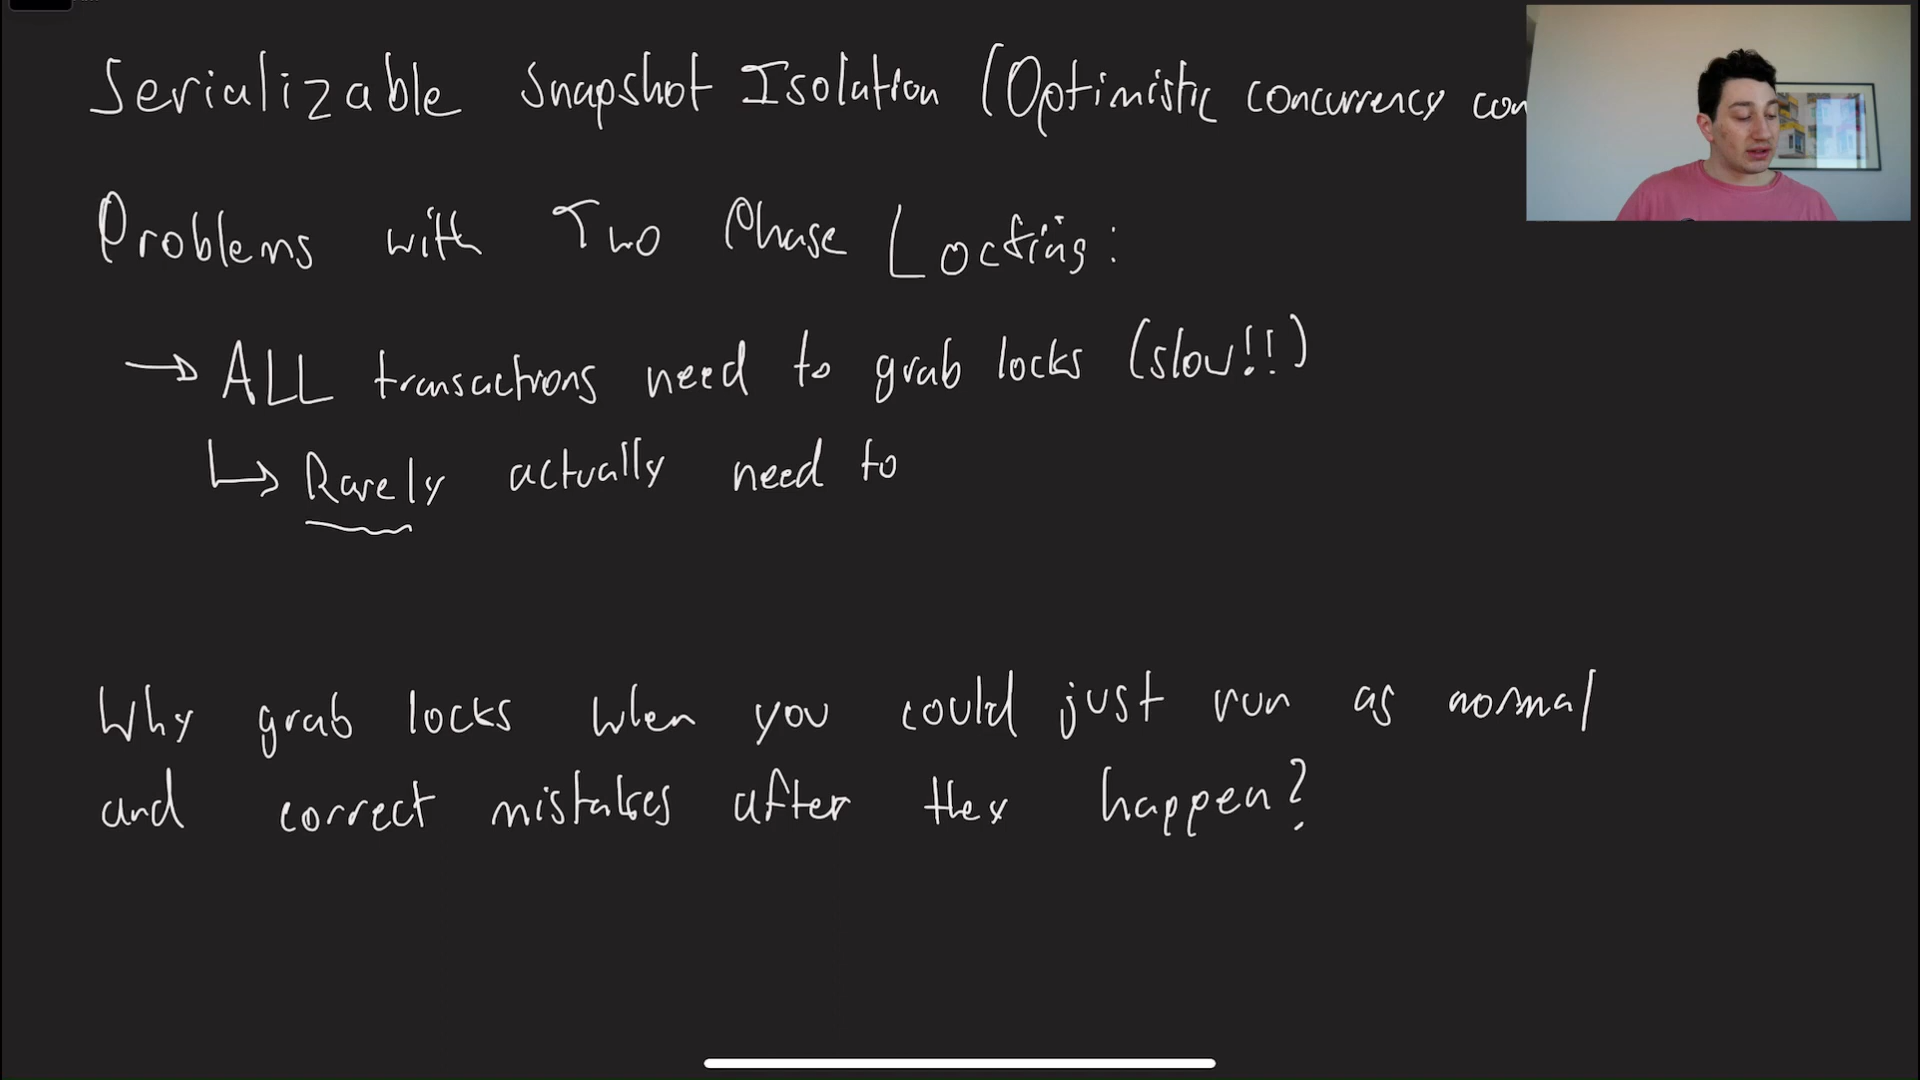 Serializable Snapshot Isolation (Optimistic concurrency con
Problems with Two Phase Locking:
→ ALL transactions need to grab locks (slow!!)
↳ Rarely actually need to
Why grab locks when you could just run as normal
and correct mistakes after they happen?